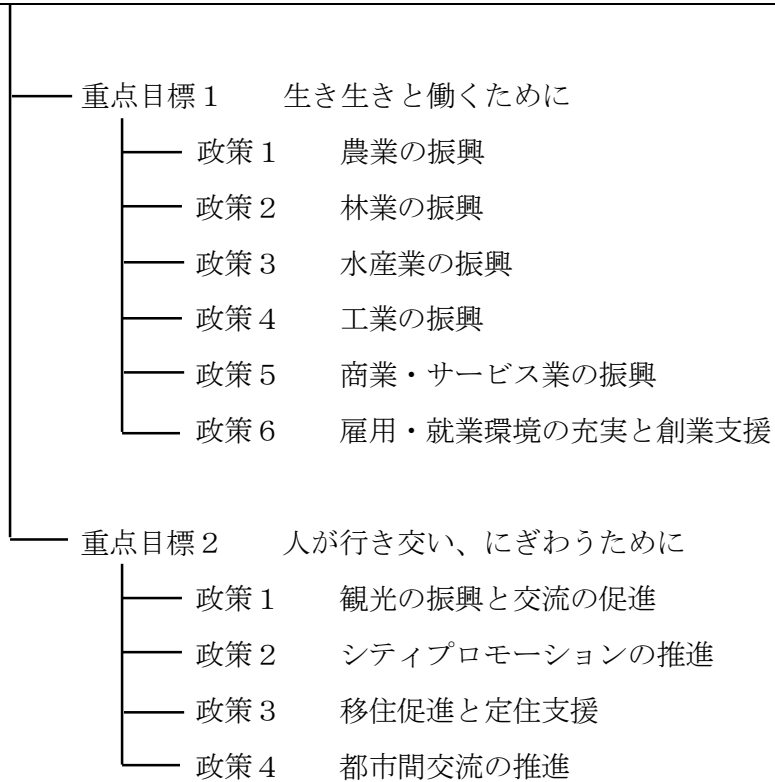 重点目標１　生き生きと働くために
政策１　農業の振興
政策２　林業の振興
政策３　水産業の振興
政策４　工業の振興
政策５　商業・サービス業の振興
政策６　雇用・就業環境の充実と創業支援
重点目標２　人が行き交い、にぎわうために
政策１　観光の振興と交流の促進
政策２　シティプロモーションの推進
政策３　移住促進と定住支援
政策４　都市間交流の推進